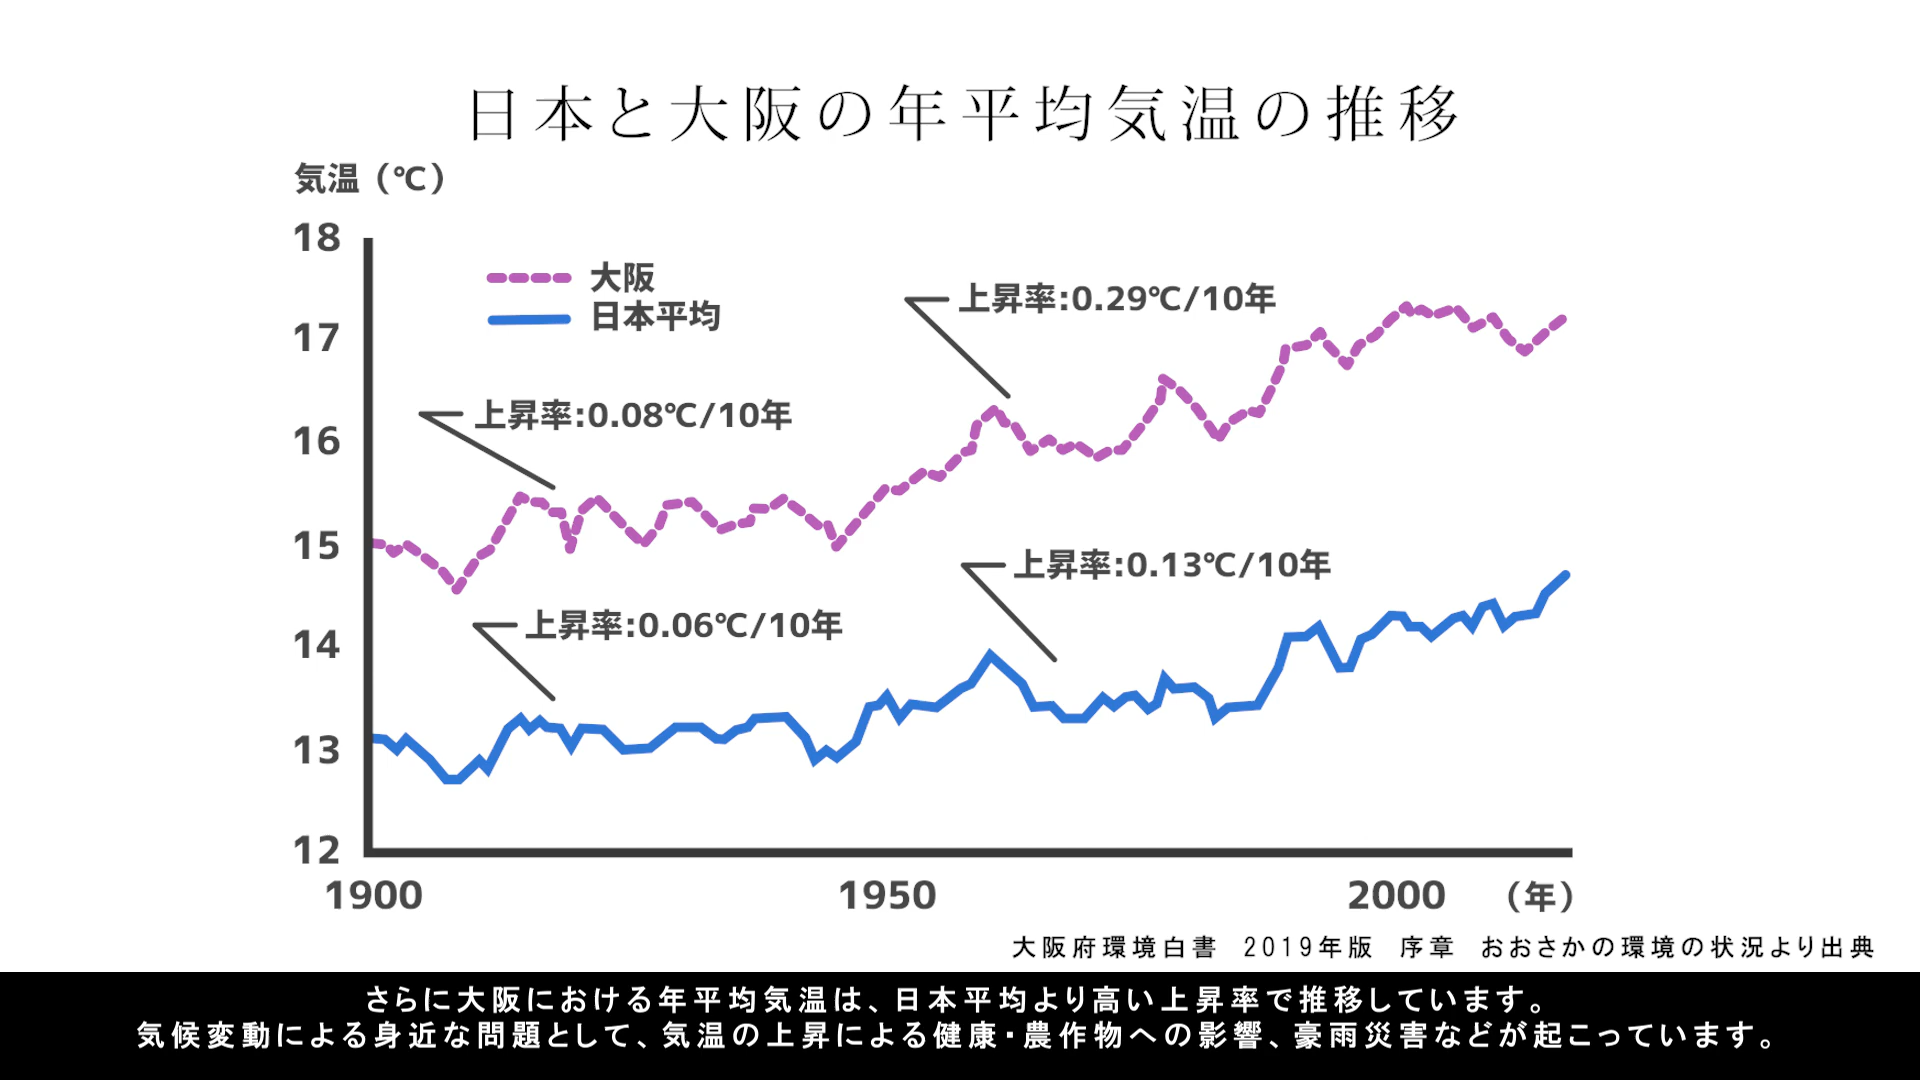 日本と大阪の年平均気温の推移
気温（℃）
18
大阪
日本平均
上昇率:0.29℃/10年
17
上昇率:0.08℃/10年
16
上昇率:0.13℃/10年
15
上昇率:0.06℃/10年
14
13
12
1900 1950 2000 （年）
大阪府環境白書 2019年版 序章 おおさかの環境の状況より出典
さらに大阪における年平均気温は、日本平均より高い上昇率で推移しています。
気候変動による身近な問題として、気温の上昇による健康・農作物への影響、豪雨災害などが起こっています。